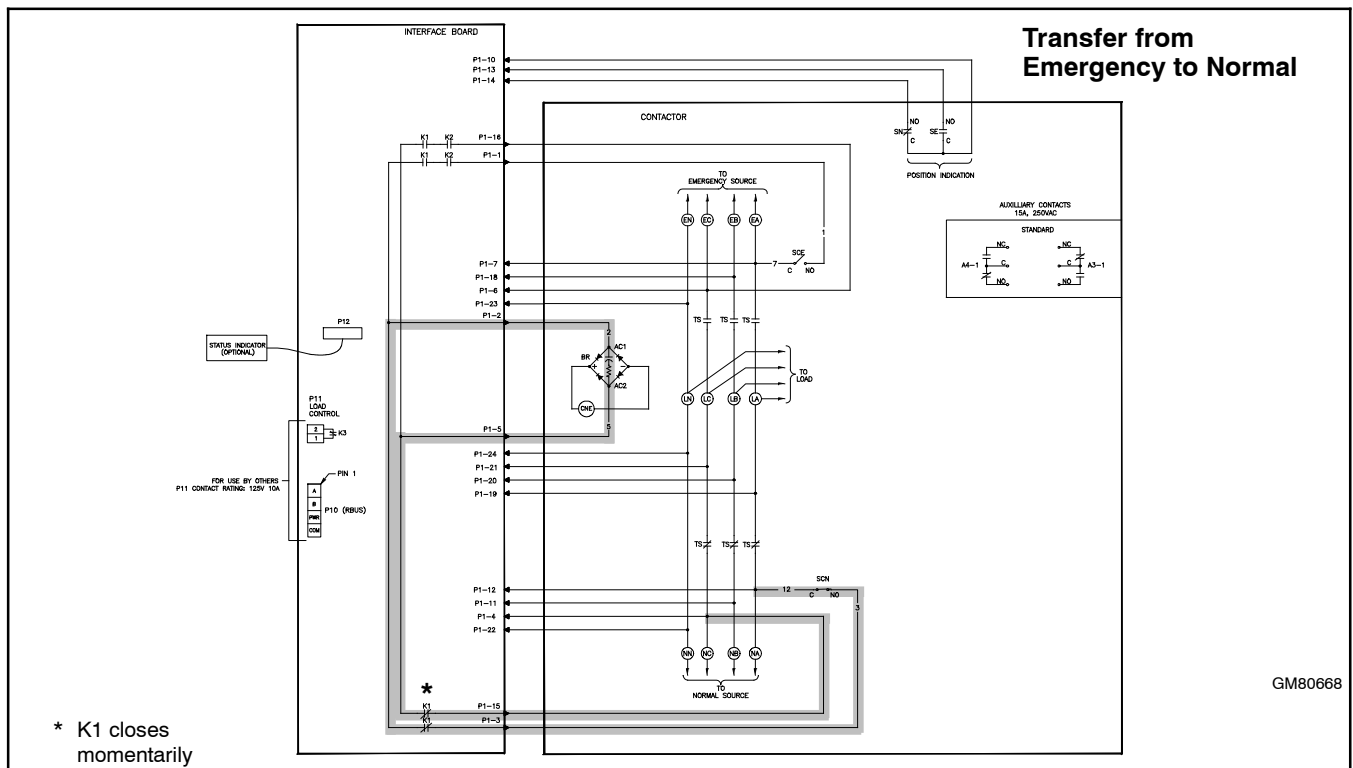 INTERFACE BOARD
Transfer from
Emergency to Normal
P1-10
P1-13
P1-14
CONTACTOR
NO
NO
SN
SE
C
C
POSITION INDICATION
K1
K2
P1-16
K1
K2
P1-1
TO
EMERGENCY SOURCE
AUXILLIARY CONTACTS
15A, 250VAC
STANDARD
EN
EC
EB
EA
1
NC
NC
A4-1
C
C
A3-1
NO
NO
SCE
P1-7
7
C
NO
P1-18
P1-6
P1-23
P1-2
TS
TS
TS
P12
2
STATUS INDICATOR
(OPTIONAL)
AC1
BR
+
-
AC2
TO
LOAD
CNE
LN
LC
LB
LA
P11
LOAD
CONTROL
2
1
K3
5
P1-5
P1-24
P1-21
P1-20
P1-19
PIN 1
FOR USE BY OTHERS
P11 CONTACT RATING: 125V 10A
A
B
PWR
COM
P10 (RBUS)
TS
TS
TS
SCN
P1-12
12
C
NO
P1-11
3
P1-4
P1-22
NN
NC
NB
NA
TO
NORMAL SOURCE
GM80668
*
K1
P1-15
K1
P1-3
* K1 closes
momentarily